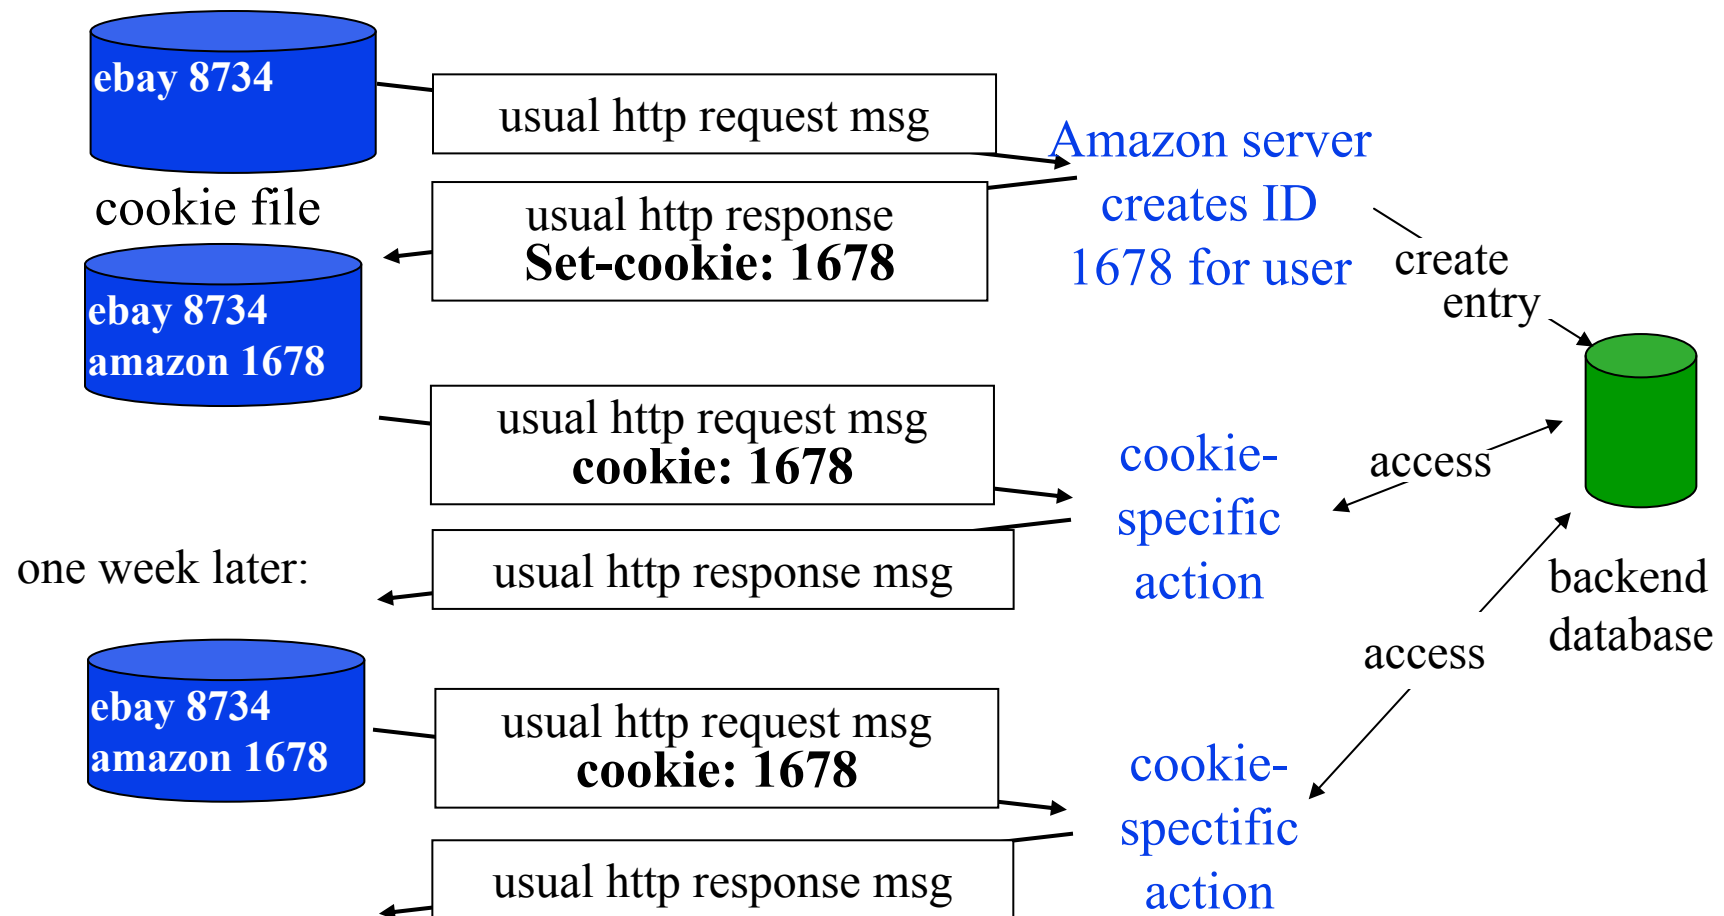 ebay 8734
usual http request msg
Amazon server
creates ID
1678 for user
cookie file
usual http response
Set-cookie: 1678
create
entry
ebay 8734
amazon 1678
usual http request msg
cookie: 1678
cookie-
specific
action
access
one week later:
usual http response msg
backend
database
access
ebay 8734
amazon 1678
usual http request msg
cookie: 1678
cookie-
spectific
action
usual http response msg